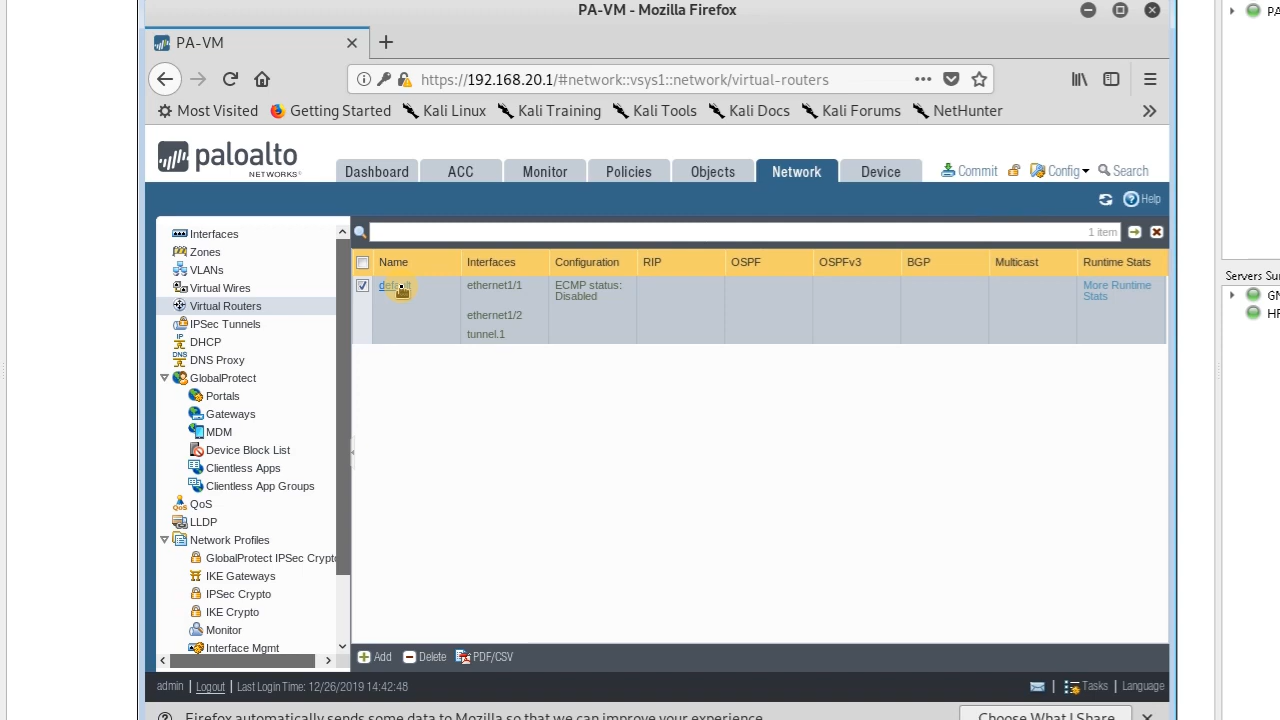 PA-VM - Mozilla Firefox
PA-VM
https://192.168.20.1/#network::vsys1::network/virtual-routers
Most Visited Getting Started Kali Linux Kali Training Kali Tools Kali Docs Kali Forums NetHunter
paloalto
NETWORKS
Dashboard ACC Monitor Policies Objects Network Device Commit Config Search
Help
Interfaces
Zones
VLANs
Virtual Wires
Virtual Routers
IPSec Tunnels
DHCP
DNS Proxy
GlobalProtect
Portals
Gateways
MDM
Device Block List
Clientless Apps
Clientless App Groups
QoS
LLDP
Network Profiles
GlobalProtect IPSec Crypto
IKE Gateways
IPSec Crypto
IKE Crypto
Monitor
Interface Mgmt
1 item
Name Interfaces Configuration RIP OSPF OSPFv3 BGP Multicast Runtime Stats
default ethernet1/1 ECMP status: Disabled More Runtime Stats
ethernet1/2
tunnel.1
Add Delete PDF/CSV
admin | Logout | Last Login Time: 12/26/2019 14:42:48 Tasks | Language
Firefox automatically sends some data to Mozilla so that we can improve your experience. Choose What I Share
PA
Servers Su
GN